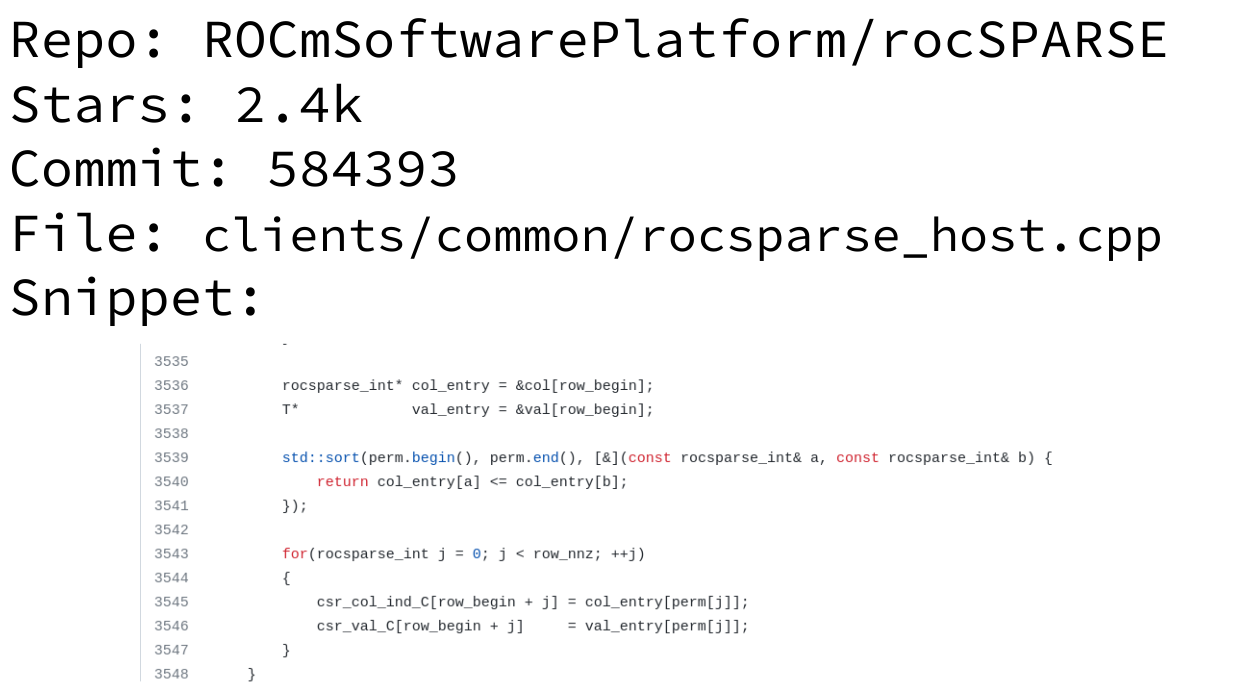 Repo: ROCmSoftwarePlatform/rocSPARSE
Stars: 2.4k
Commit: 584393
File: clients/common/rocsparse_host.cpp
Snippet:
3535
3536 rocsparse_int* col_entry = &col[row_begin];
3537 T* val_entry = &val[row_begin];
3538
3539 std::sort(perm.begin(), perm.end(), [&](const rocsparse_int& a, const rocsparse_int& b) {
3540 return col_entry[a] <= col_entry[b];
3541 });
3542
3543 for(rocsparse_int j = 0; j < row_nnz; ++j)
3544 {
3545 csr_col_ind_C[row_begin + j] = col_entry[perm[j]];
3546 csr_val_C[row_begin + j] = val_entry[perm[j]];
3547 }
3548 }